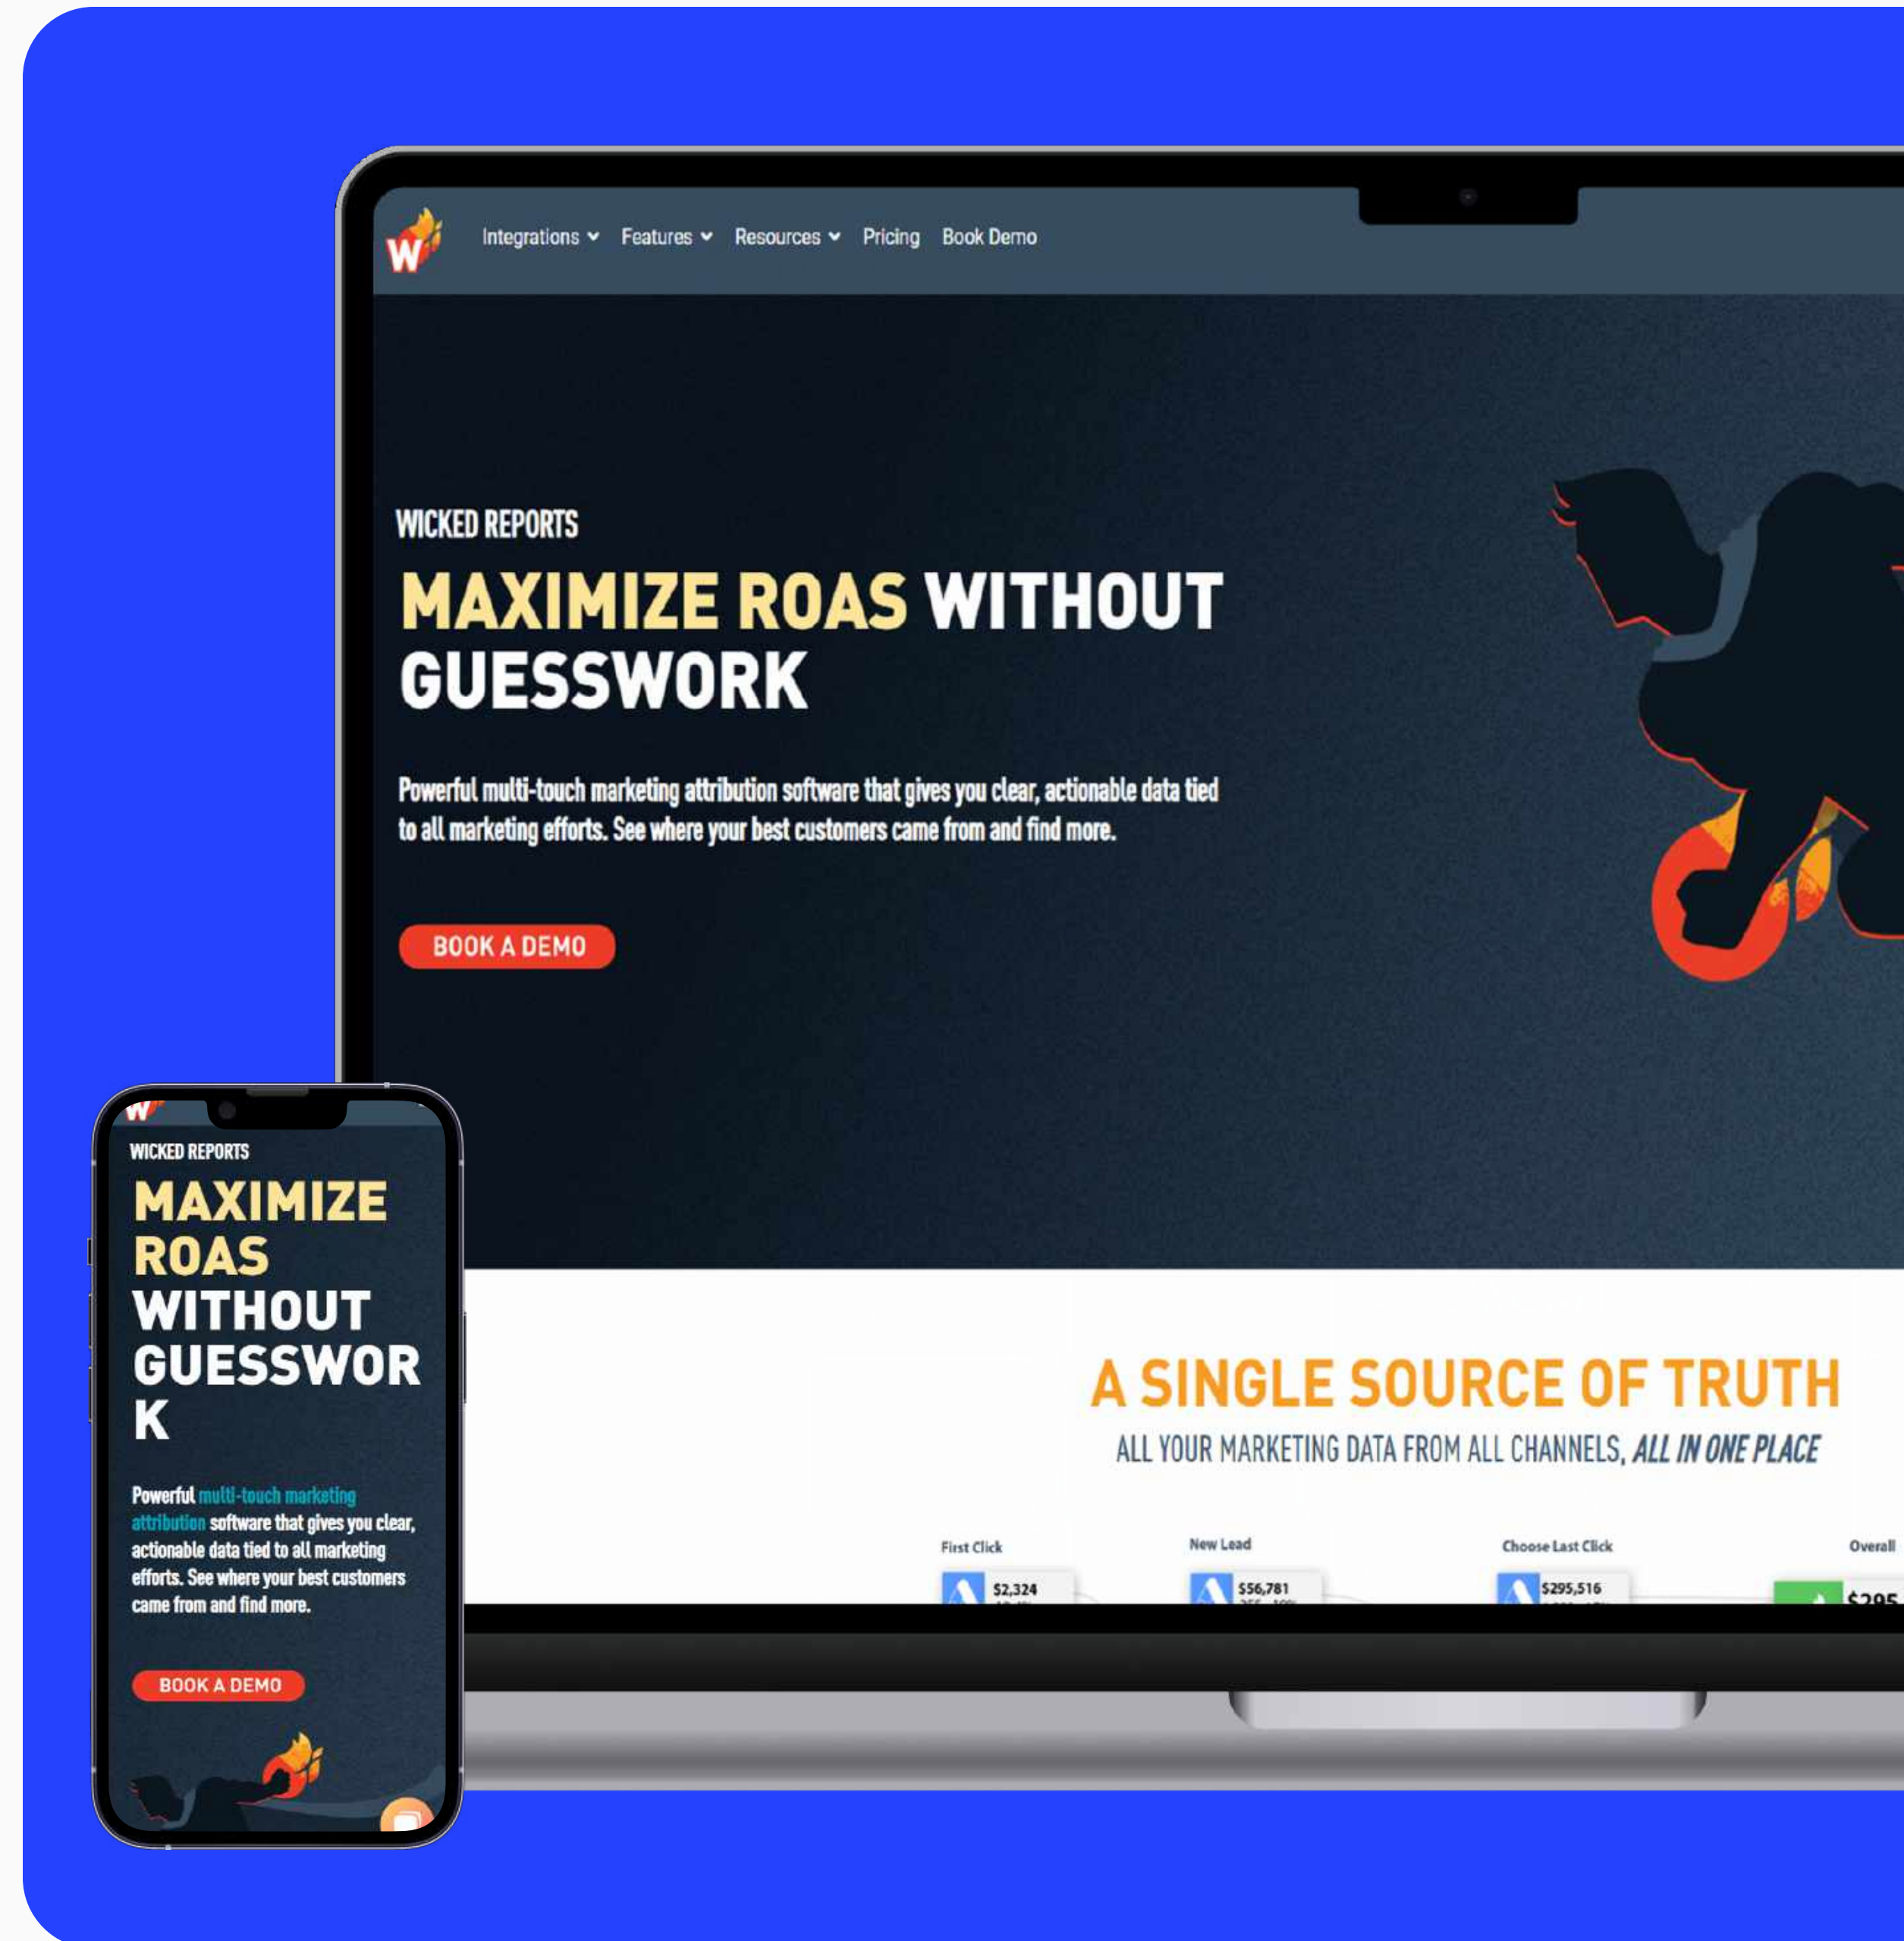 W
Integrations Features Resources Pricing Book Demo
WICKED REPORTS
MAXIMIZE ROAS WITHOUT
GUESSWORK
Powerful multi-touch marketing attribution software that gives you clear, actionable data tied
to all marketing efforts. See where your best customers came from and find more.
BOOK A DEMO
A SINGLE SOURCE OF TRUTH
ALL YOUR MARKETING DATA FROM ALL CHANNELS, ALL IN ONE PLACE
First Click New Lead Choose Last Click Overall
$2,324 $56,781 $295,516 $295
W
WICKED REPORTS
MAXIMIZE
ROAS
WITHOUT
GUESSWOR
K
Powerful multi-touch marketing
attribution software that gives you clear,
actionable data tied to all marketing
efforts. See where your best customers
came from and find more.
BOOK A DEMO